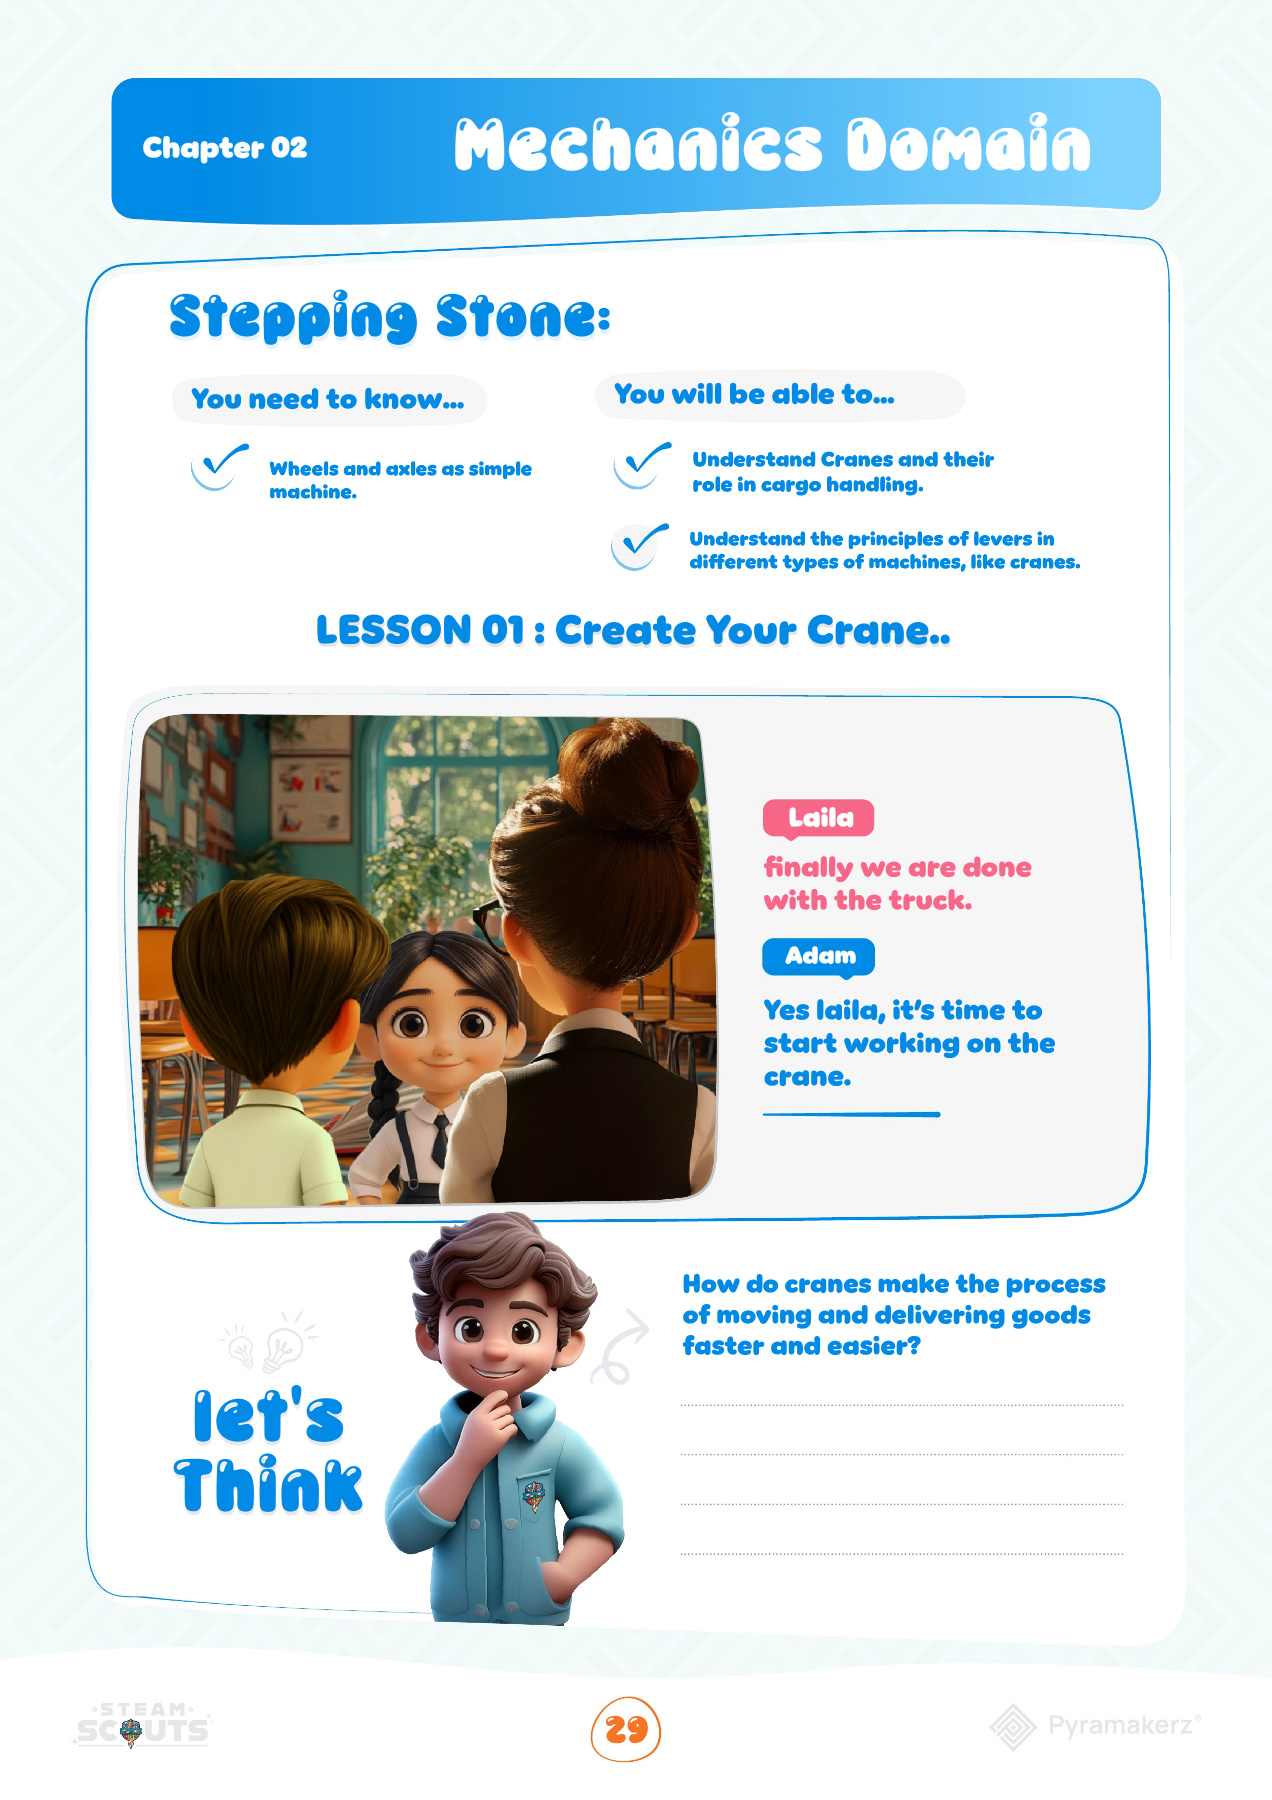 Chapter 02
Mechanics Domain
Stepping Stone:
You need to know...
Wheels and axles as simple
machine.
You will be able to...
Understand Cranes and their
role in cargo handling.
Understand the principles of levers in
different types of machines, like cranes.
LESSON 01 : Create Your Crane..
Laila
finally we are done
with the truck.
Adam
Yes laila, it's time to
start working on the
crane.
let's
Think
How do cranes make the process
of moving and delivering goods
faster and easier?
STEAM
SCOUTS
29
Pyramakerz